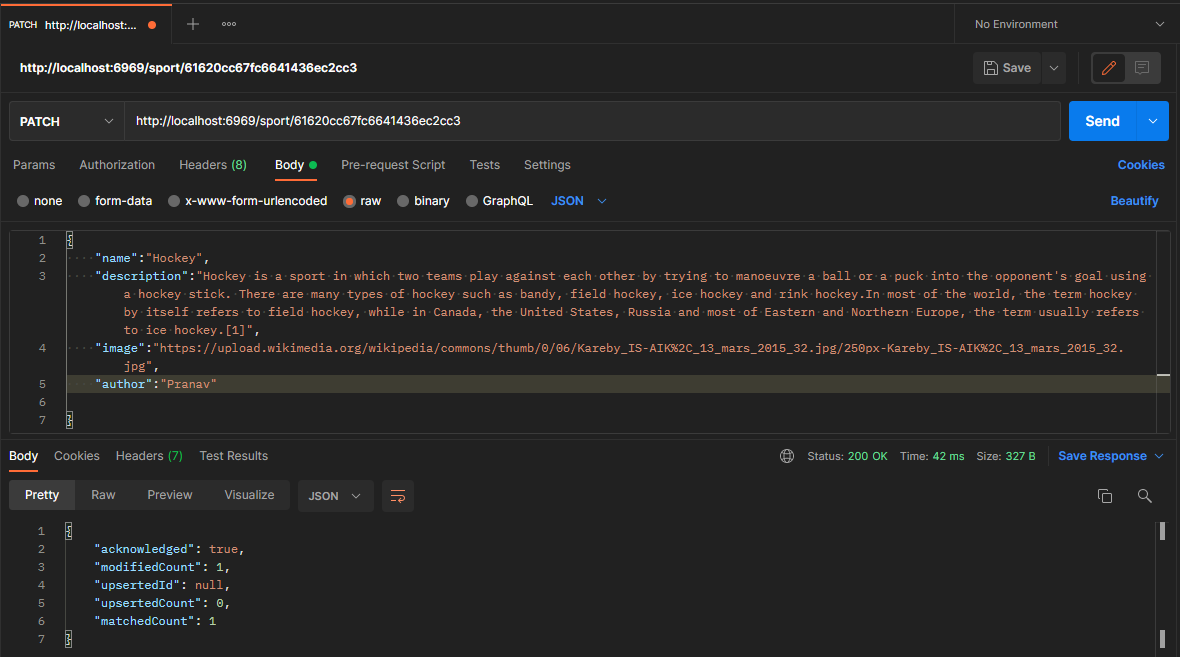 PATCH http://localhost:...
No Environment
http://localhost:6969/sport/61620cc67fc6641436ec2cc3
Save
PATCH http://localhost:6969/sport/61620cc67fc6641436ec2cc3 Send
Params Authorization Headers (8) Body Pre-request Script Tests Settings Cookies
none form-data x-www-form-urlencoded raw binary GraphQL JSON Beautify
1 {
2 "name":"Hockey",
3 "description":"Hockey is a sport in which two teams play against each other by trying to manoeuvre a ball or a puck into the opponent's goal using
a hockey stick. There are many types of hockey such as bandy, field hockey, ice hockey and rink hockey.In most of the world, the term hockey
by itself refers to field hockey, while in Canada, the United States, Russia and most of Eastern and Northern Europe, the term usually refers
to ice hockey.[1]",
4 "image":"https://upload.wikimedia.org/wikipedia/commons/thumb/0/06/Kareby_IS-AIK%2C_13_mars_2015_32.jpg/250px-Kareby_IS-AIK%2C_13_mars_2015_32.
jpg",
5 "author":"Pranav"
6
7 }
Body Cookies Headers (7) Test Results Status: 200 OK Time: 42 ms Size: 327 B Save Response
Pretty Raw Preview Visualize JSON
1 {
2 "acknowledged": true,
3 "modifiedCount": 1,
4 "upsertedId": null,
5 "upsertedCount": 0,
6 "matchedCount": 1
7 }